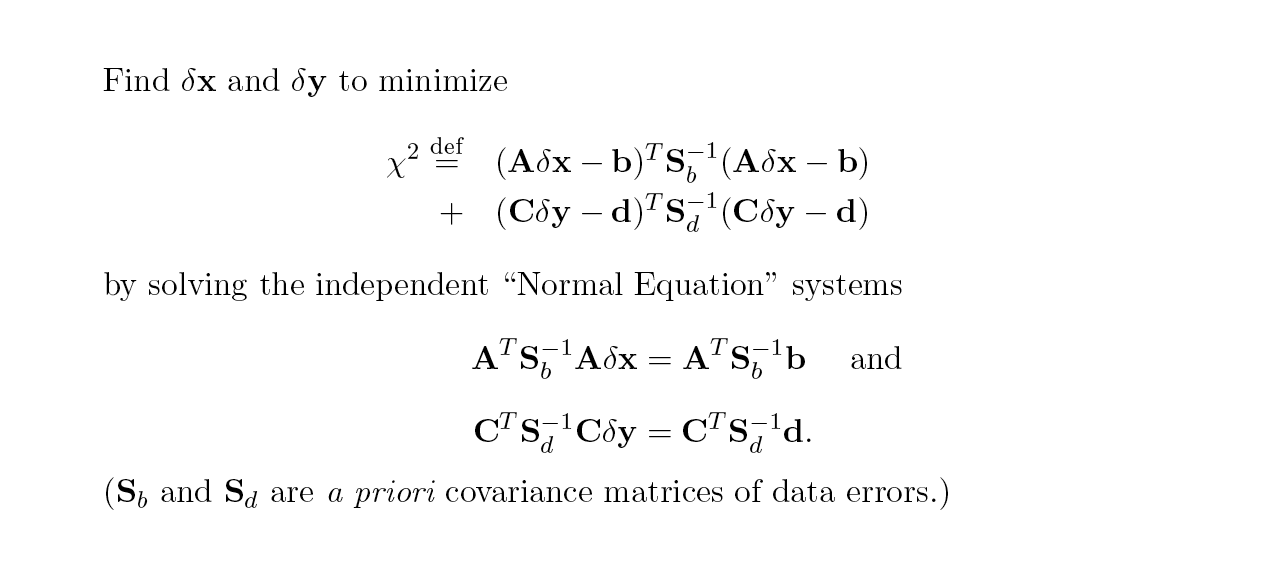 Find δx and δy to minimize
χ² def= (Aδx − b)ᵀS_b⁻¹(Aδx − b)
+ (Cδy − d)ᵀS_d⁻¹(Cδy − d)
by solving the independent “Normal Equation” systems
AᵀS_b⁻¹Aδx = AᵀS_b⁻¹b and
CᵀS_d⁻¹Cδy = CᵀS_d⁻¹d.
(S_b and S_d are a priori covariance matrices of data errors.)